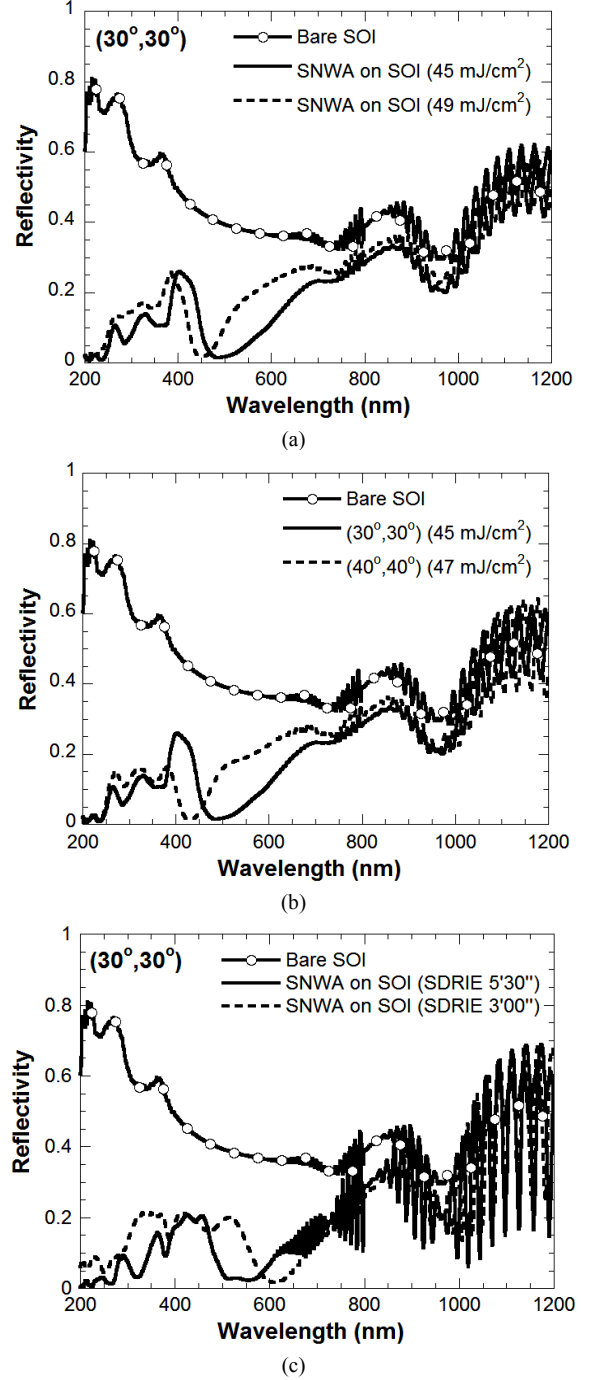 (30°,30°)
Bare SOI
SNWA on SOI (45 mJ/cm²)
SNWA on SOI (49 mJ/cm²)
1
0.8
0.6
0.4
0.2
0
Reflectivity
200 400 600 800 1000 1200
Wavelength (nm)
(a)
Bare SOI
(30°,30°) (45 mJ/cm²)
(40°,40°) (47 mJ/cm²)
1
0.8
0.6
0.4
0.2
0
Reflectivity
200 400 600 800 1000 1200
Wavelength (nm)
(b)
(30°,30°)
Bare SOI
SNWA on SOI (SDRIE 5'30")
SNWA on SOI (SDRIE 3'00")
1
0.8
0.6
0.4
0.2
0
Reflectivity
200 400 600 800 1000 1200
Wavelength (nm)
(c)